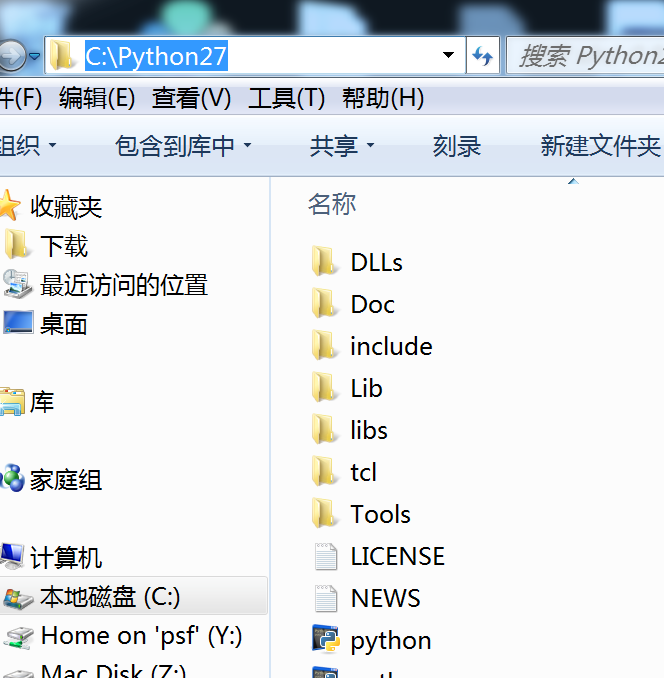 C:\Python27
搜索 Python2
件(F) 编辑(E) 查看(V) 工具(T) 帮助(H)
组织 包含到库中 共享 刻录 新建文件夹
收藏夹
下载
最近访问的位置
桌面
库
家庭组
计算机
本地磁盘 (C:)
Home on 'psf' (Y:)
Mac Disk (Z:)
名称
DLLs
Doc
include
Lib
libs
tcl
Tools
LICENSE
NEWS
python